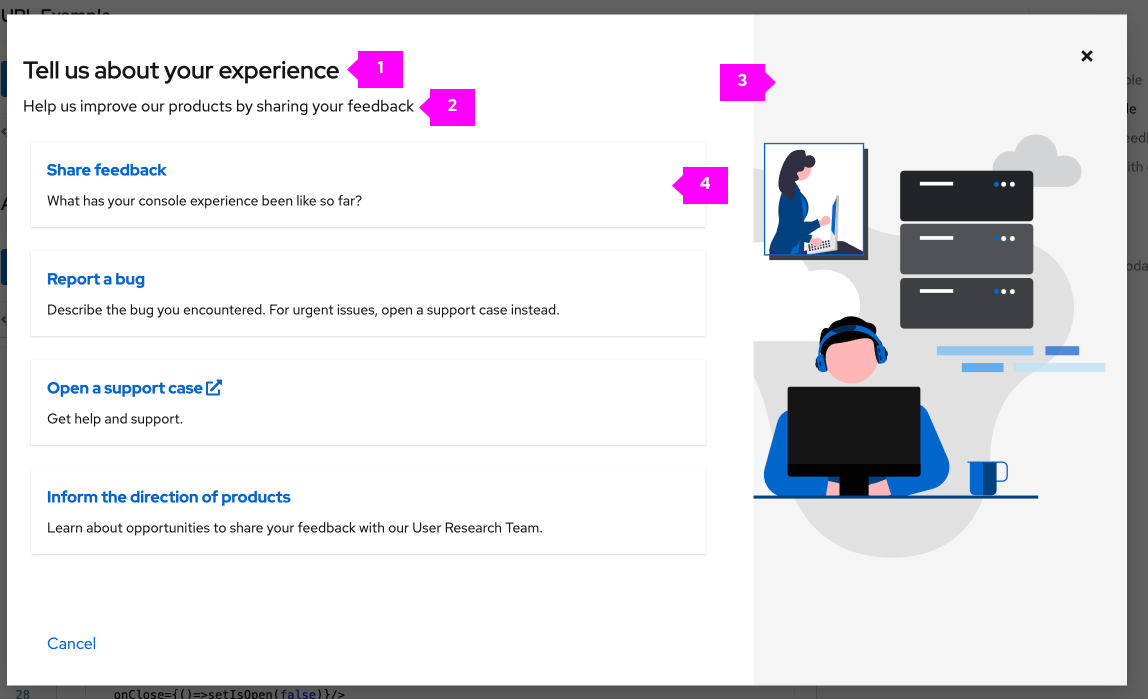 URL Example
Tell us about your experience
1
Help us improve our products by sharing your feedback
2
3
Share feedback
What has your console experience been like so far?
4
Report a bug
Describe the bug you encountered. For urgent issues, open a support case instead.
Open a support case
Get help and support.
Inform the direction of products
Learn about opportunities to share your feedback with our User Research Team.
Cancel
28 onClose={()=>setIsOpen(false)}/>